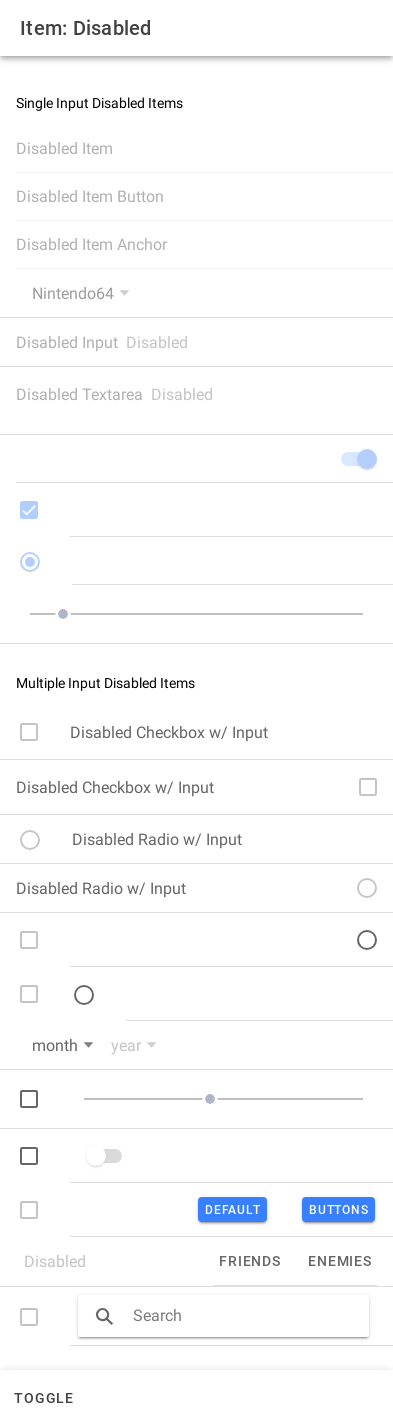 Item: Disabled
Single Input Disabled Items
Disabled Item
Disabled Item Button
Disabled Item Anchor
Nintendo64
Disabled Input Disabled
Disabled Textarea Disabled
Multiple Input Disabled Items
Disabled Checkbox w/ Input
Disabled Checkbox w/ Input
Disabled Radio w/ Input
Disabled Radio w/ Input
month year
DEFAULT BUTTONS
Disabled FRIENDS ENEMIES
Search
TOGGLE